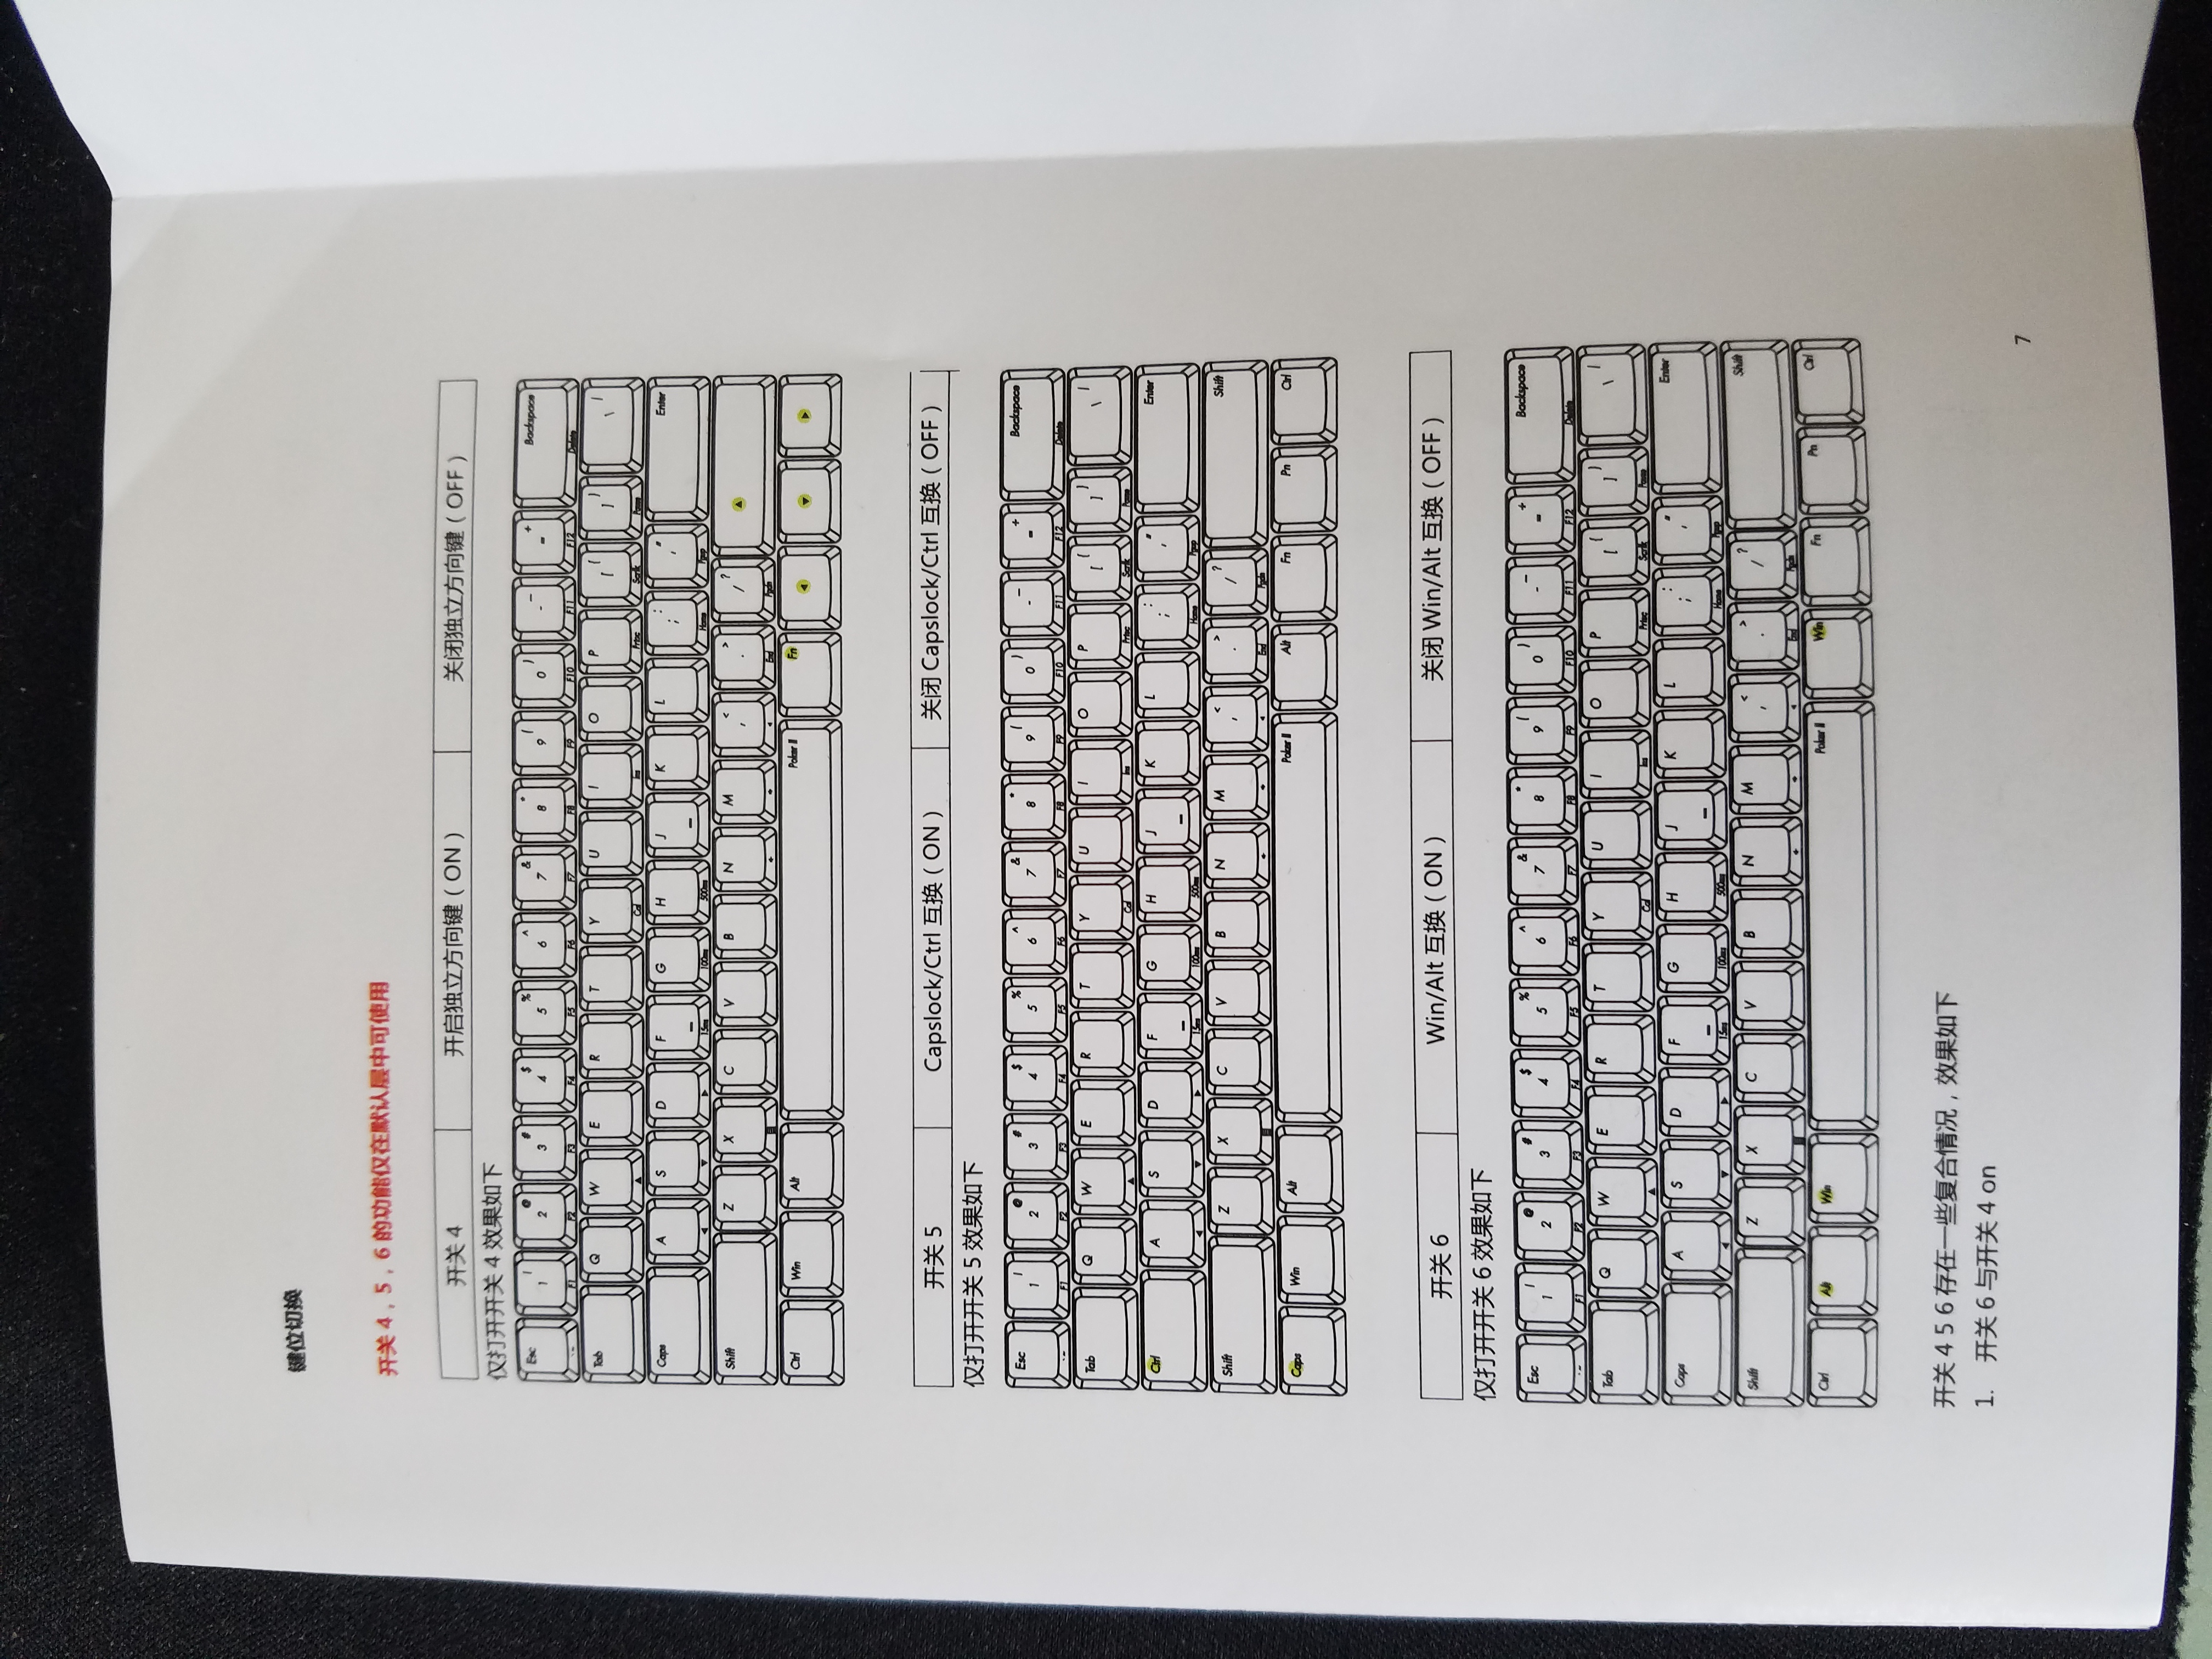 键位切换
开关 4，5，6 的功能仅在默认层中可使用
开关 4 开启独立方向键（ON） 关闭独立方向键（OFF）
仅打开开关 4 效果如下
Esc ! 1 @ 2 # 3 $ 4 % 5 ^ 6 & 7 * 8 ( 9 ) 0 _ - + = Backspace
F1 F2 F3 F4 F5 F6 F7 F8 F9 F10 F11 F12 Delete
Tab Q W E R T Y U I O P { [ } ] | \
▲ Cal Ins Prtsc Scrlk Pause
Caps A S D F G H J K L : ; " ' Enter
◀ ▼ ▶ 15ms 100ms 500ms Home Pgup
Shift Z X C V B N M < , > . ? / ▲
End Pgdn
Ctrl Win Alt Poker II Fn ◀ ▼ ▶
开关 5 Capslock/Ctrl 互换（ON） 关闭 Capslock/Ctrl 互换（OFF）
仅打开开关 5 效果如下
Esc ! 1 @ 2 # 3 $ 4 % 5 ^ 6 & 7 * 8 ( 9 ) 0 _ - + = Backspace
F1 F2 F3 F4 F5 F6 F7 F8 F9 F10 F11 F12 Delete
Tab Q W E R T Y U I O P { [ } ] | \
▲ Cal Ins Prtsc Scrlk Pause
Ctrl A S D F G H J K L : ; " ' Enter
◀ ▼ ▶ 15ms 100ms 500ms Home Pgup
Shift Z X C V B N M < , > . ? / Shift
End Pgdn
Caps Win Alt Poker II Alt Fn Pn Ctrl
开关 6 Win/Alt 互换（ON） 关闭 Win/Alt 互换（OFF）
仅打开开关 6 效果如下
Esc ! 1 @ 2 # 3 $ 4 % 5 ^ 6 & 7 * 8 ( 9 ) 0 _ - + = Backspace
F1 F2 F3 F4 F5 F6 F7 F8 F9 F10 F11 F12 Delete
Tab Q W E R T Y U I O P { [ } ] | \
▲ Cal Ins Prtsc Scrlk Pause
Caps A S D F G H J K L : ; " ' Enter
◀ ▼ ▶ 15ms 100ms 500ms Home Pgup
Shift Z X C V B N M < , > . ? / Shift
End Pgdn
Ctrl Alt Win Poker II Win Fn Pn Ctrl
开关 4 5 6 存在一些复合情况，效果如下
1. 开关 6 与开关 4 on
7